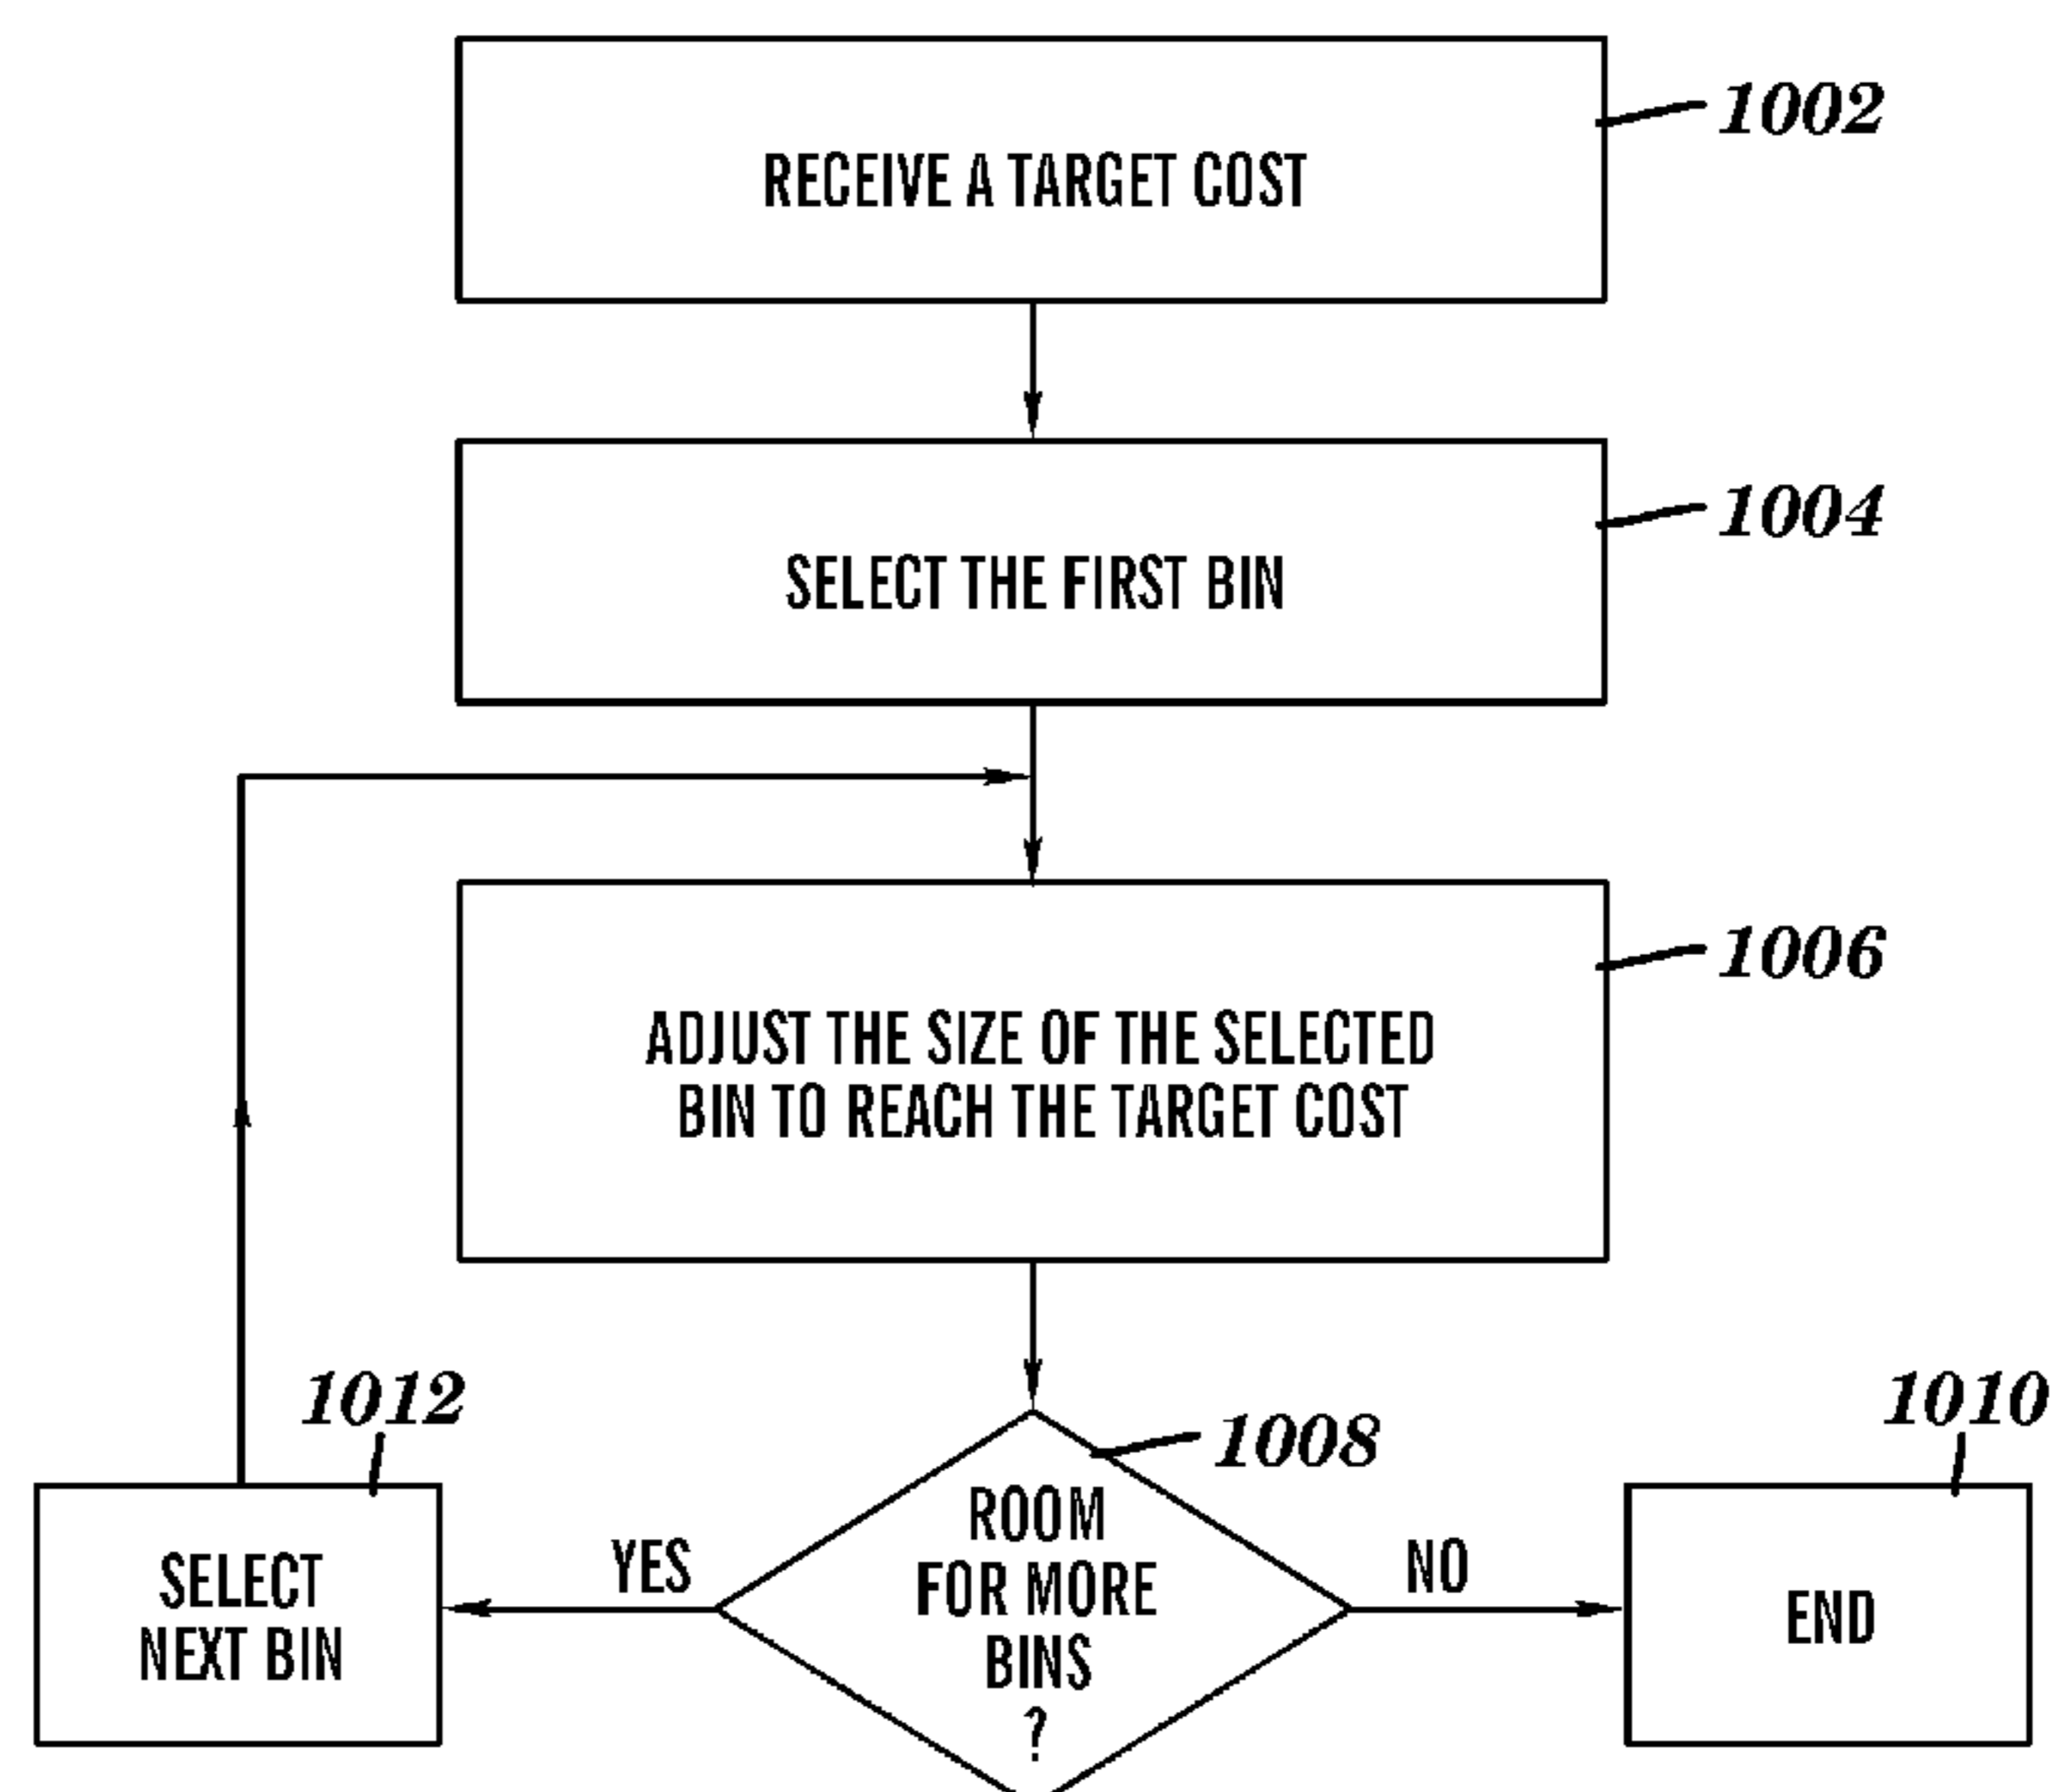 RECEIVE A TARGET COST
1002
SELECT THE FIRST BIN
1004
ADJUST THE SIZE OF THE SELECTED
BIN TO REACH THE TARGET COST
1006
ROOM
FOR MORE
BINS
?
1008
YES
NO
SELECT
NEXT BIN
1012
END
1010